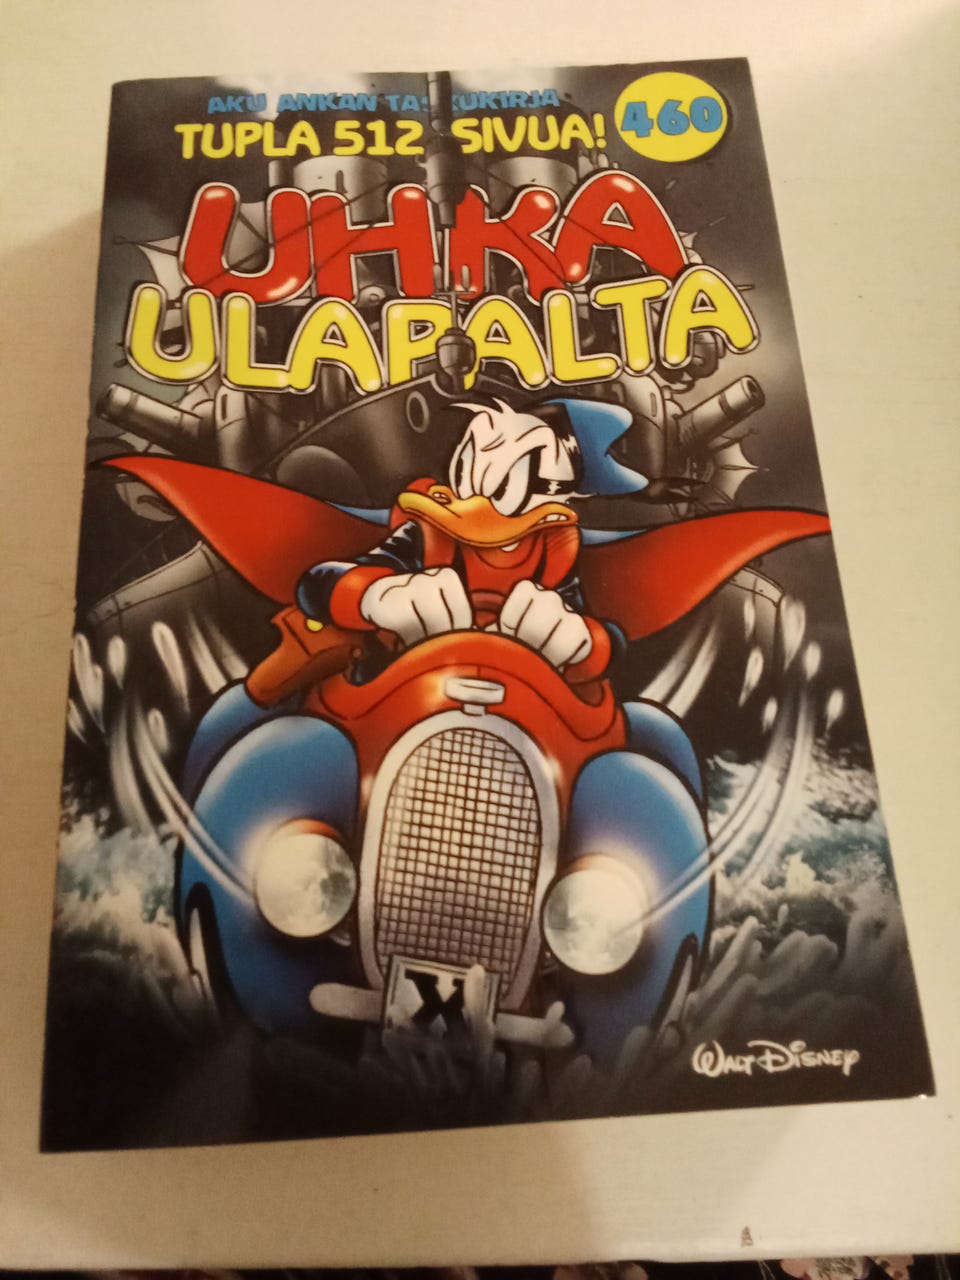 AKU ANKAN TASKUKIRJA
TUPLA 512 SIVUA!
460
UHKA
ULAPALTA
X
WALT DISNEY